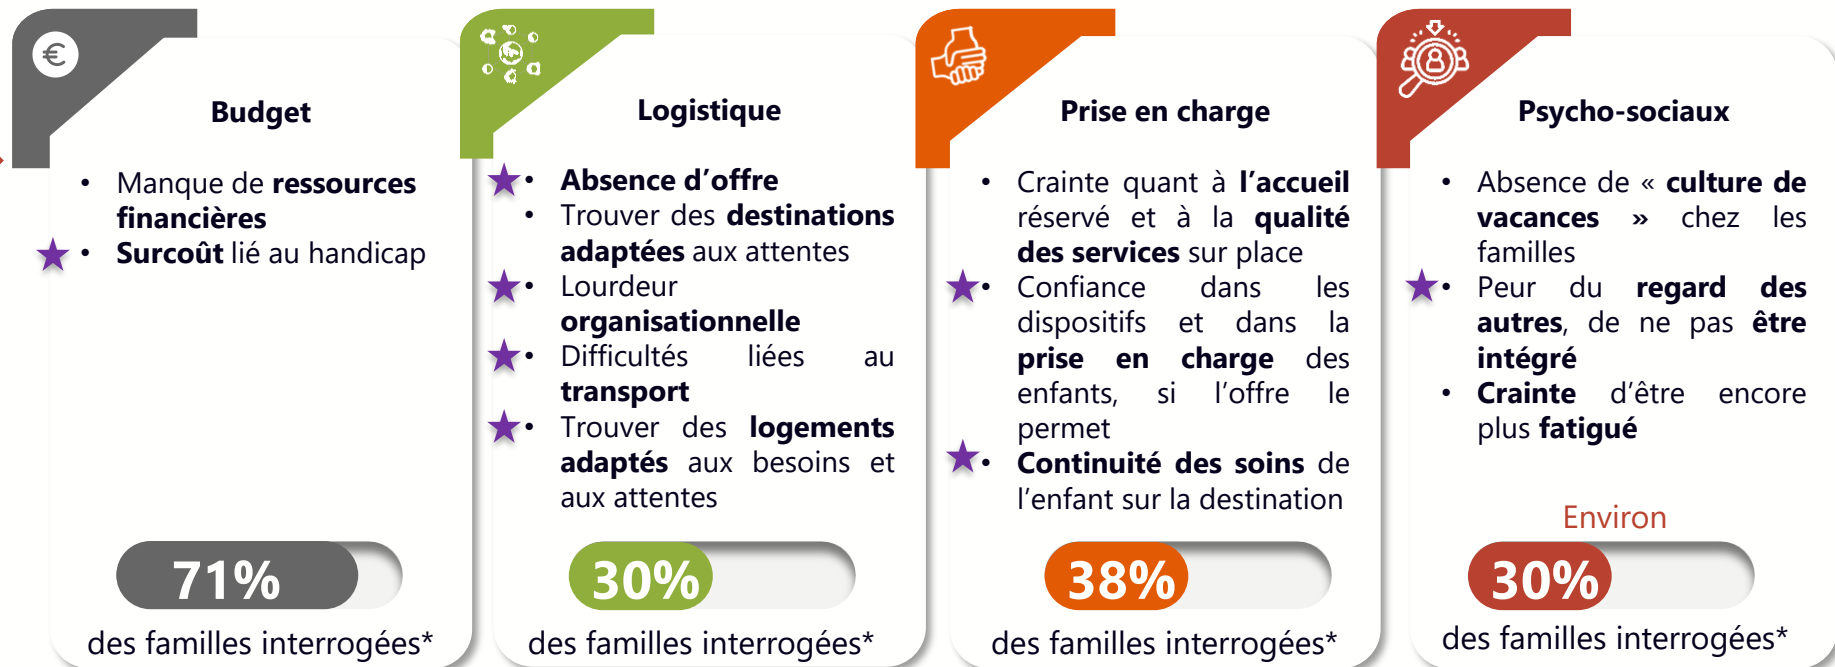 €
Budget
• Manque de ressources
financières
• Surcoût lié au handicap
71%
des familles interrogées*
Logistique
• Absence d’offre
• Trouver des destinations
adaptées aux attentes
• Lourdeur
organisationnelle
• Difficultés liées au
transport
• Trouver des logements
adaptés aux besoins et
aux attentes
30%
des familles interrogées*
Prise en charge
• Crainte quant à l’accueil
réservé et à la qualité
des services sur place
• Confiance dans les
dispositifs et dans la
prise en charge des
enfants, si l’offre le
permet
• Continuité des soins de
l’enfant sur la destination
38%
des familles interrogées*
Psycho-sociaux
• Absence de « culture de
vacances » chez les
familles
• Peur du regard des
autres, de ne pas être
intégré
• Crainte d’être encore
plus fatigué
Environ
30%
des familles interrogées*